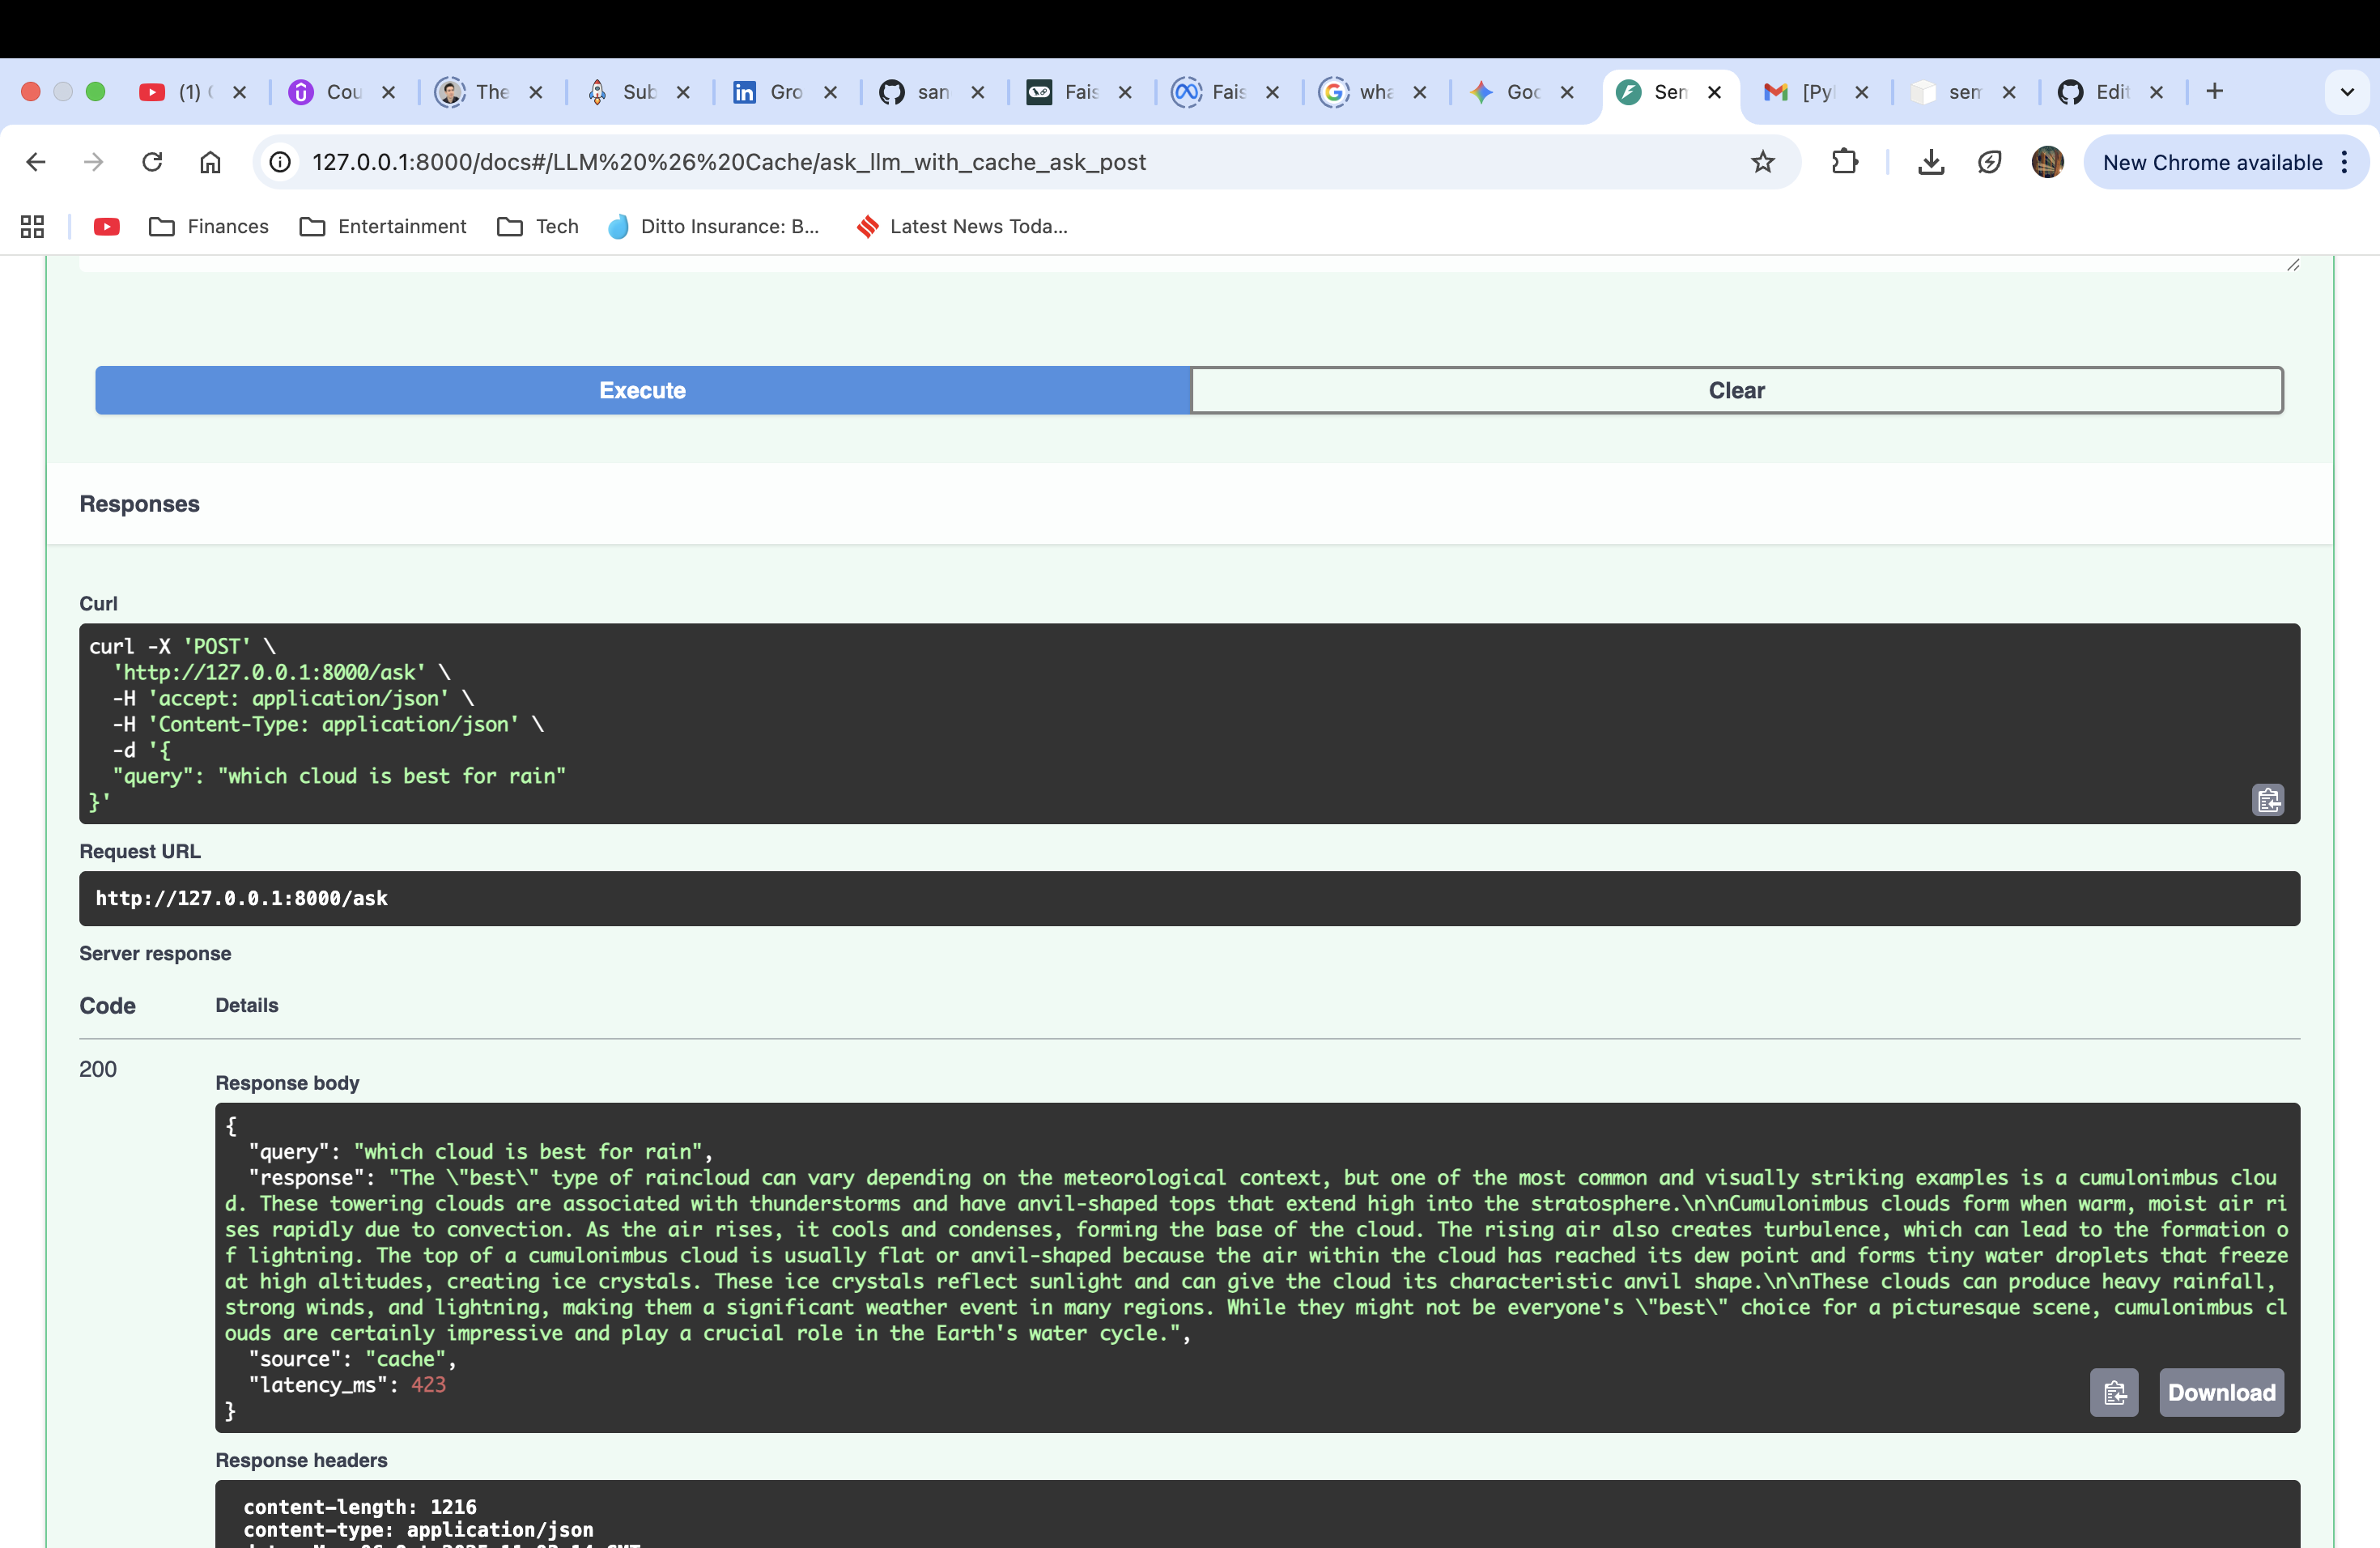 (1)
Cou
The
Sub
Gro
san
Fais
Fais
wha
Goo
Sem
[Py
sem
Edit
127.0.0.1:8000/docs#/LLM%20%26%20Cache/ask_llm_with_cache_ask_post
New Chrome available
Finances
Entertainment
Tech
Ditto Insurance: B...
Latest News Toda...
Execute
Clear
Responses
Curl
curl -X 'POST' \
'http://127.0.0.1:8000/ask' \
-H 'accept: application/json' \
-H 'Content-Type: application/json' \
-d '{
"query": "which cloud is best for rain"
}'
Request URL
http://127.0.0.1:8000/ask
Server response
Code Details
200
Response body
{
"query": "which cloud is best for rain",
"response": "The \"best\" type of raincloud can vary depending on the meteorological context, but one of the most common and visually striking examples is a cumulonimbus clou
d. These towering clouds are associated with thunderstorms and have anvil-shaped tops that extend high into the stratosphere.\n\nCumulonimbus clouds form when warm, moist air ri
ses rapidly due to convection. As the air rises, it cools and condenses, forming the base of the cloud. The rising air also creates turbulence, which can lead to the formation o
f lightning. The top of a cumulonimbus cloud is usually flat or anvil-shaped because the air within the cloud has reached its dew point and forms tiny water droplets that freeze
at high altitudes, creating ice crystals. These ice crystals reflect sunlight and can give the cloud its characteristic anvil shape.\n\nThese clouds can produce heavy rainfall,
strong winds, and lightning, making them a significant weather event in many regions. While they might not be everyone's \"best\" choice for a picturesque scene, cumulonimbus cl
ouds are certainly impressive and play a crucial role in the Earth's water cycle.",
"source": "cache",
"latency_ms": 423
}
Download
Response headers
content-length: 1216
content-type: application/json